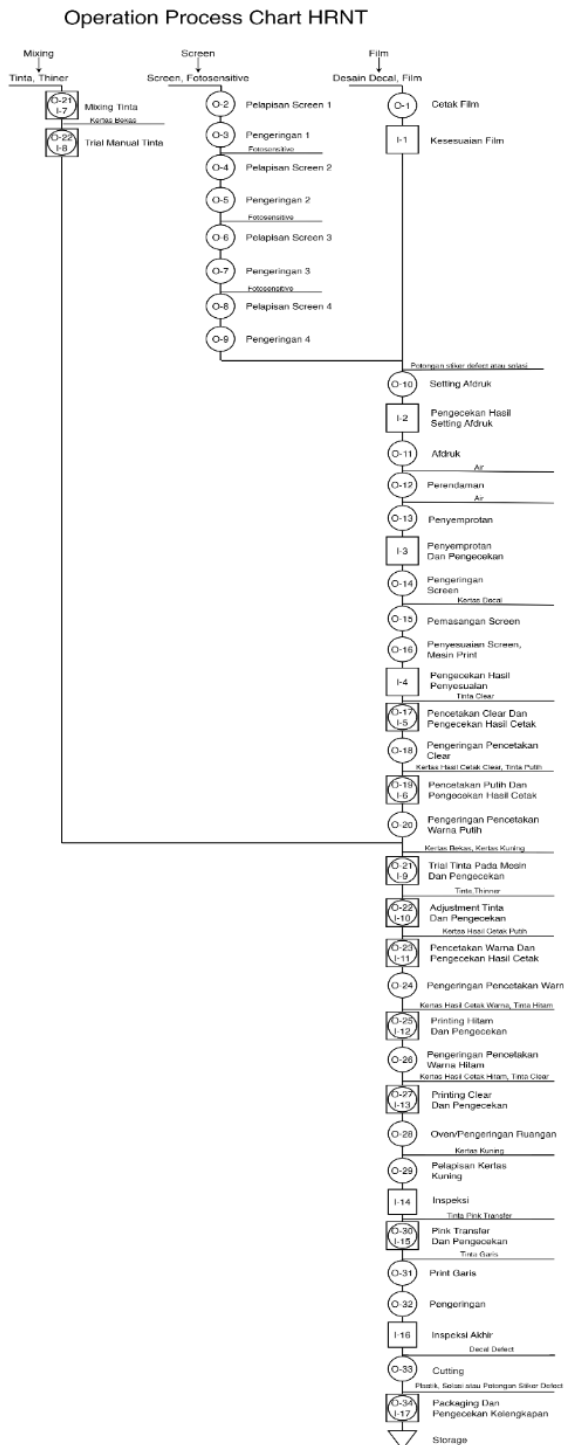 Operation Process Chart HRNT
Mixing
Tinta, Thiner
O-21
I-7
Mixing Tinta
Kertas Bekas
O-22
I-8
Trial Manual Tinta
Screen
Screen, Fotosensitive
O-2
Pelapisan Screen 1
O-3
Pengeringan 1
Fotosensitive
O-4
Pelapisan Screen 2
O-5
Pengeringan 2
Fotosensitive
O-6
Pelapisan Screen 3
O-7
Pengeringan 3
Fotosensitive
O-8
Pelapisan Screen 4
O-9
Pengeringan 4
Film
Desain Decal, Film
O-1
Cetak Film
I-1
Kesesuaian Film
Potongan stiker defect atau solasi
O-10
Setting Afdruk
I-2
Pengecekan Hasil
Setting Afdruk
O-11
Afdruk
Air
O-12
Perendaman
Air
O-13
Penyemprotan
I-3
Penyemprotan
Dan Pengecekan
O-14
Pengeringan
Screen
Kertas Decal
O-15
Pemasangan Screen
O-16
Penyesuaian Screen,
Mesin Print
I-4
Pengecekan Hasil
Penyesuaian
Tinta Clear
O-17
I-5
Pencetakan Clear Dan
Pengecekan Hasil Cetak
O-18
Pengeringan Pencetakan
Clear
Kertas Hasil Cetak Clear, Tinta Putih
O-19
I-6
Pencetakan Putih Dan
Pengecekan Hasil Cetak
O-20
Pengeringan Pencetakan
Warna Putih
Kertas Bekas, Kertas Kuning
O-21
I-9
Trial Tinta Pada Mesin
Dan Pengecekan
Tinta,Thinner
O-22
I-10
Adjustment Tinta
Dan Pengecekan
Kertas Hasil Cetak Putih
O-23
I-11
Pencetakan Warna Dan
Pengecekan Hasil Cetak
O-24
Pengeringan Pencetakan Warn
Kertas Hasil Cetak Warna, Tinta Hitam
O-25
I-12
Printing Hitam
Dan Pengecekan
O-26
Pengeringan Pencetakan
Warna Hitam
Kertas Hasil Cetak Hitam, Tinta Clear
O-27
I-13
Printing Clear
Dan Pengecekan
O-28
Oven/Pengeringan Ruangan
Kertas Kuning
O-29
Pelapisan Kertas
Kuning
I-14
Inspeksi
Tinta Pink Transfer
O-30
I-15
Pink Transfer
Dan Pengecekan
Tinta Garis
O-31
Print Garis
O-32
Pengeringan
I-16
Inspeksi Akhir
Decal Defect
O-33
Cutting
Plastik, Solasi atau Potongan Stiker Defect
O-34
I-17
Packaging Dan
Pengecekan Kelengkapan
Storage